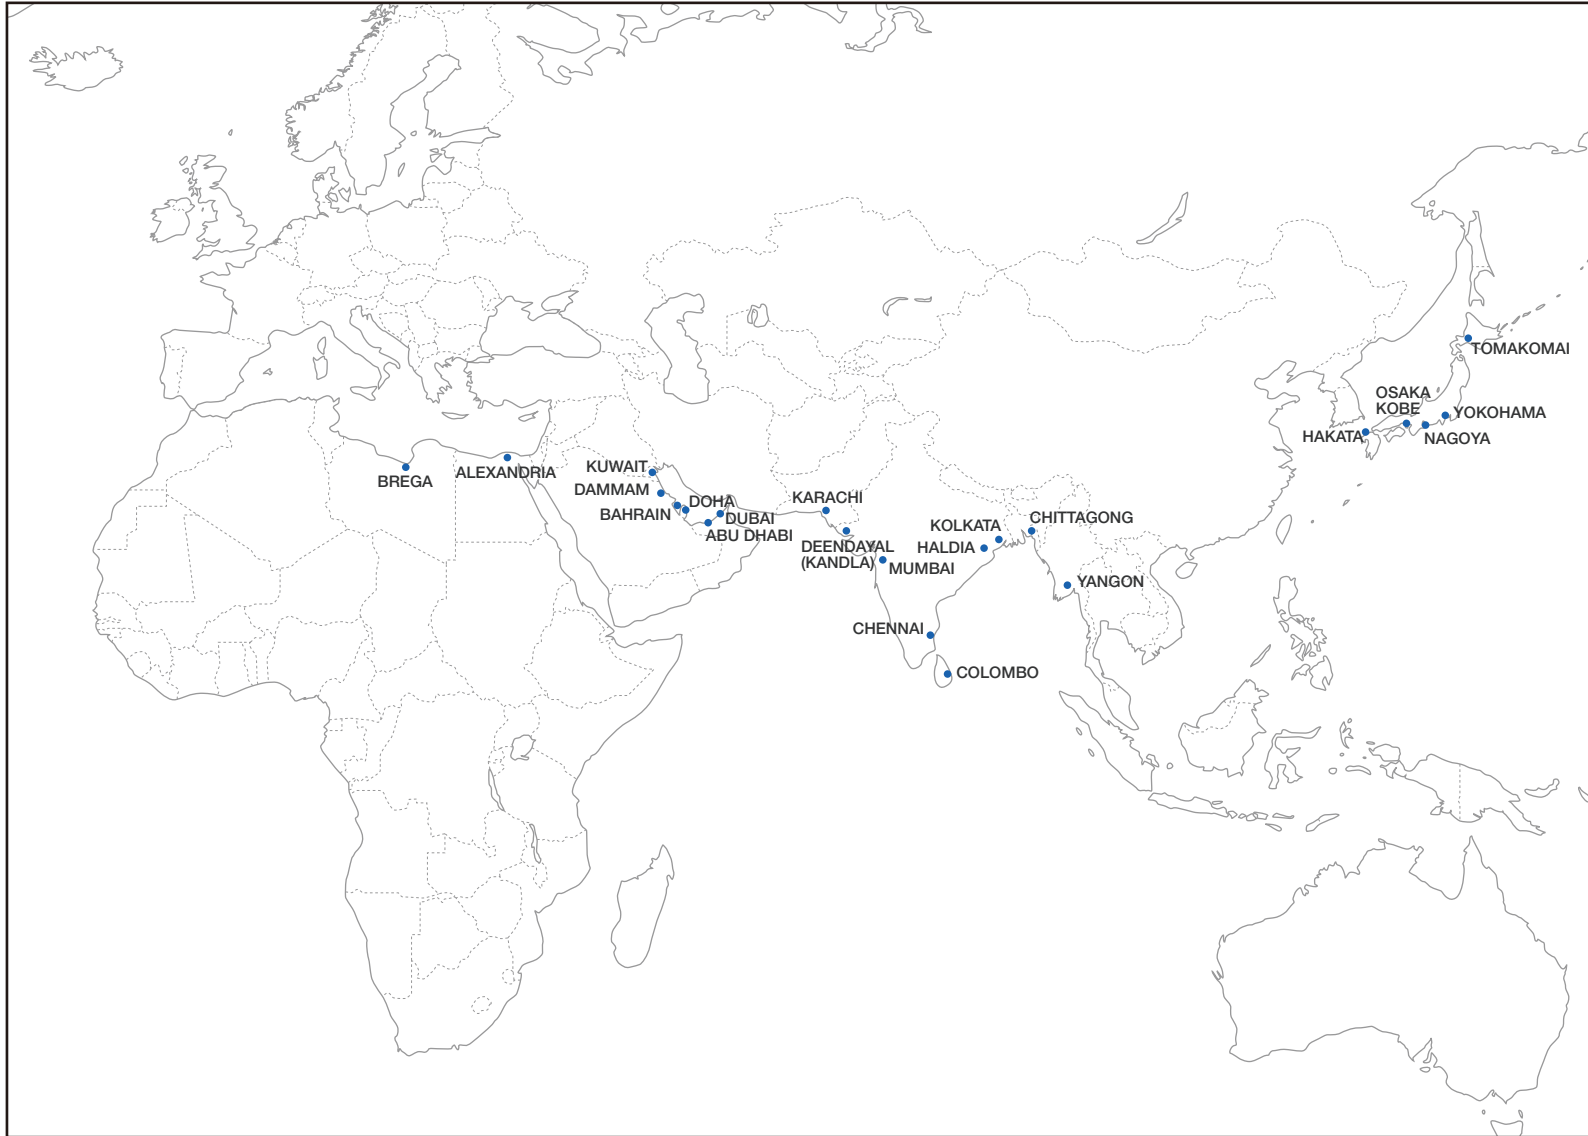 TOMAKOMAI
OSAKA
KOBE
YOKOHAMA
HAKATA
NAGOYA
BREGA
ALEXANDRIA
KUWAIT
DAMMAM
BAHRAIN
DOHA
DUBAI
ABU DHABI
KARACHI
DEENDAYAL
(KANDLA)
MUMBAI
KOLKATA
HALDIA
CHITTAGONG
YANGON
CHENNAI
COLOMBO